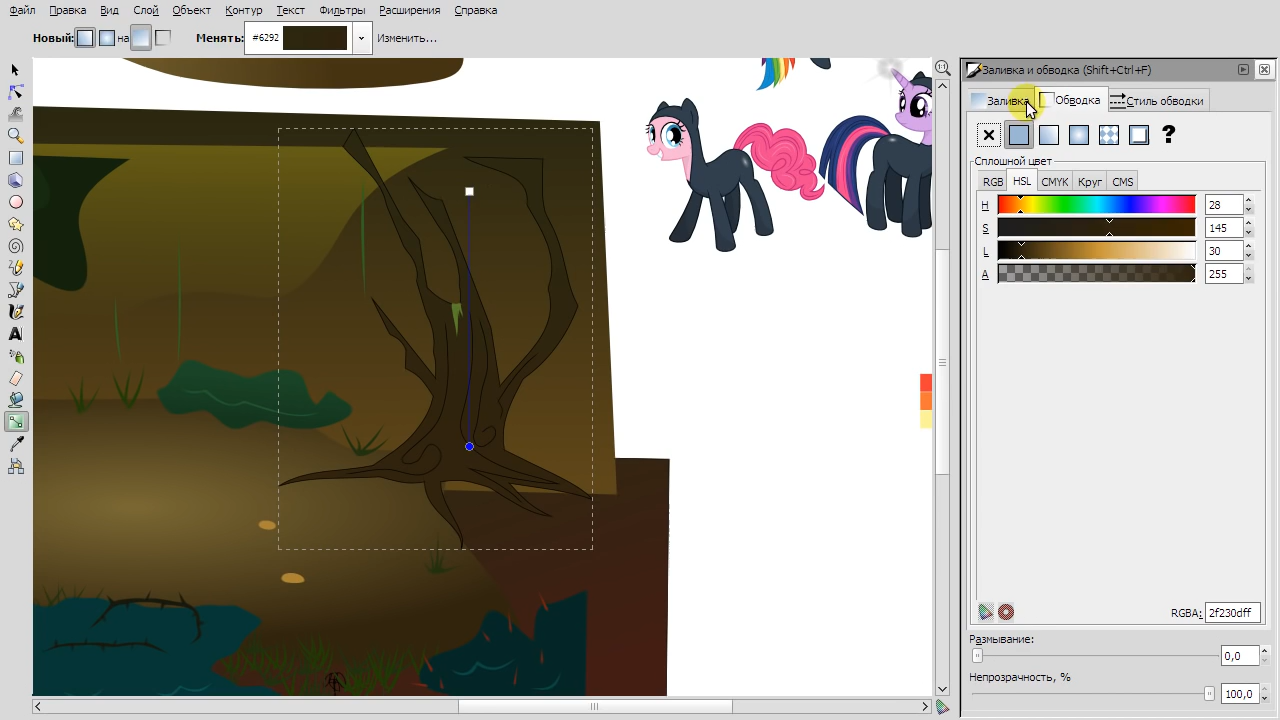 Файл Правка Вид Слой Объект Контур Текст Фильтры Расширения Справка
Новый: на Менять: #6292 Изменить...
Заливка и обводка (Shift+Ctrl+F)
Заливка Обводка Стиль обводки
?
Сплошной цвет
RGB HSL CMYK Круг CMS
H 28
S 145
L 30
A 255
RGBA: 2f230dff
Размывание:
0,0
Непрозрачность, %
100,0
1:1
A